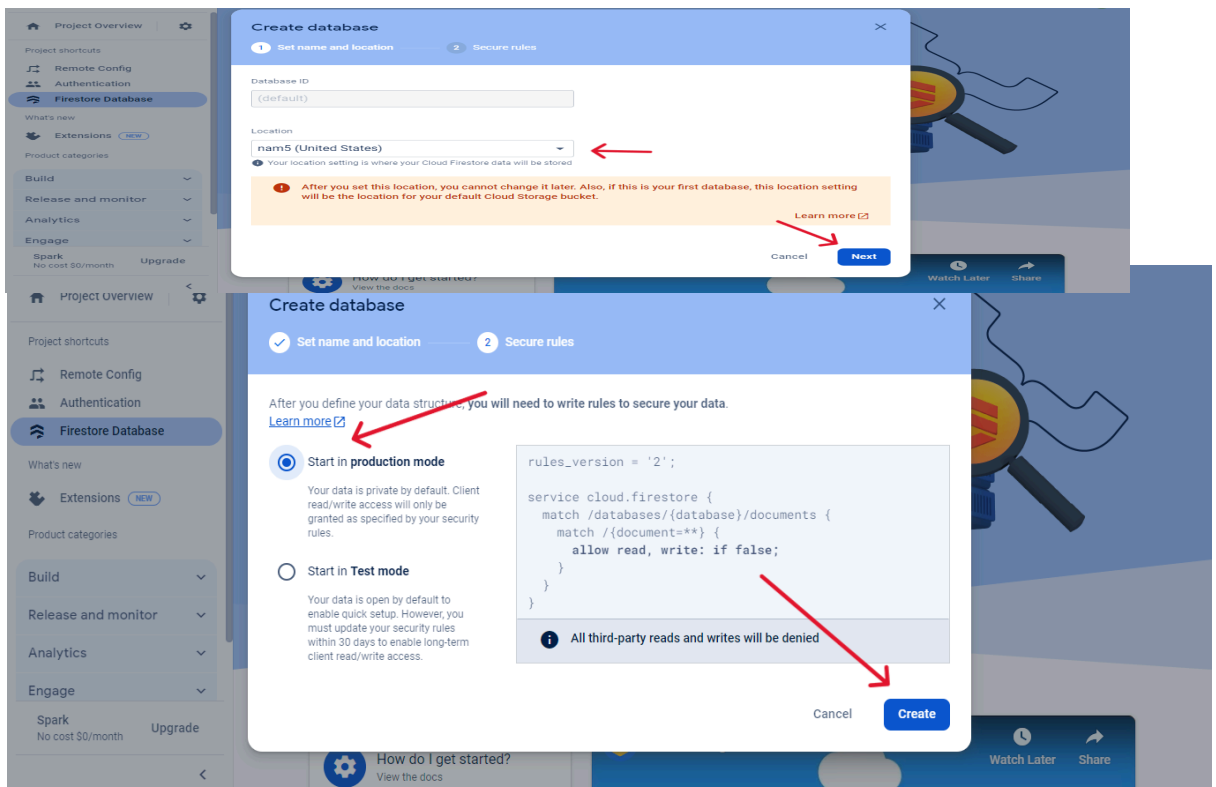 Project Overview
Project shortcuts
Remote Config
Authentication
Firestore Database
What's new
Extensions NEW
Product categories
Build
Release and monitor
Analytics
Engage
Spark
No cost $0/month
Upgrade
Create database
1 Set name and location
2 Secure rules
Database ID
(default)
Location
nam5 (United States)
Your location setting is where your Cloud Firestore data will be stored
After you set this location, you cannot change it later. Also, if this is your first database, this location setting
will be the location for your default Cloud Storage bucket.
Learn more
Cancel
Next
How do I get started?
View the docs
Watch Later
Share
Project Overview
Project shortcuts
Remote Config
Authentication
Firestore Database
What's new
Extensions NEW
Product categories
Build
Release and monitor
Analytics
Engage
Spark
No cost $0/month
Upgrade
Create database
Set name and location
2 Secure rules
After you define your data structure, you will need to write rules to secure your data.
Learn more
Start in production mode
Your data is private by default. Client
read/write access will only be
granted as specified by your security
rules.
Start in Test mode
Your data is open by default to
enable quick setup. However, you
must update your security rules
within 30 days to enable long-term
client read/write access.
rules_version = '2';
service cloud.firestore {
match /databases/{database}/documents {
match /{document=**} {
allow read, write: if false;
}
}
}
All third-party reads and writes will be denied
Cancel
Create
How do I get started?
View the docs
Watch Later
Share